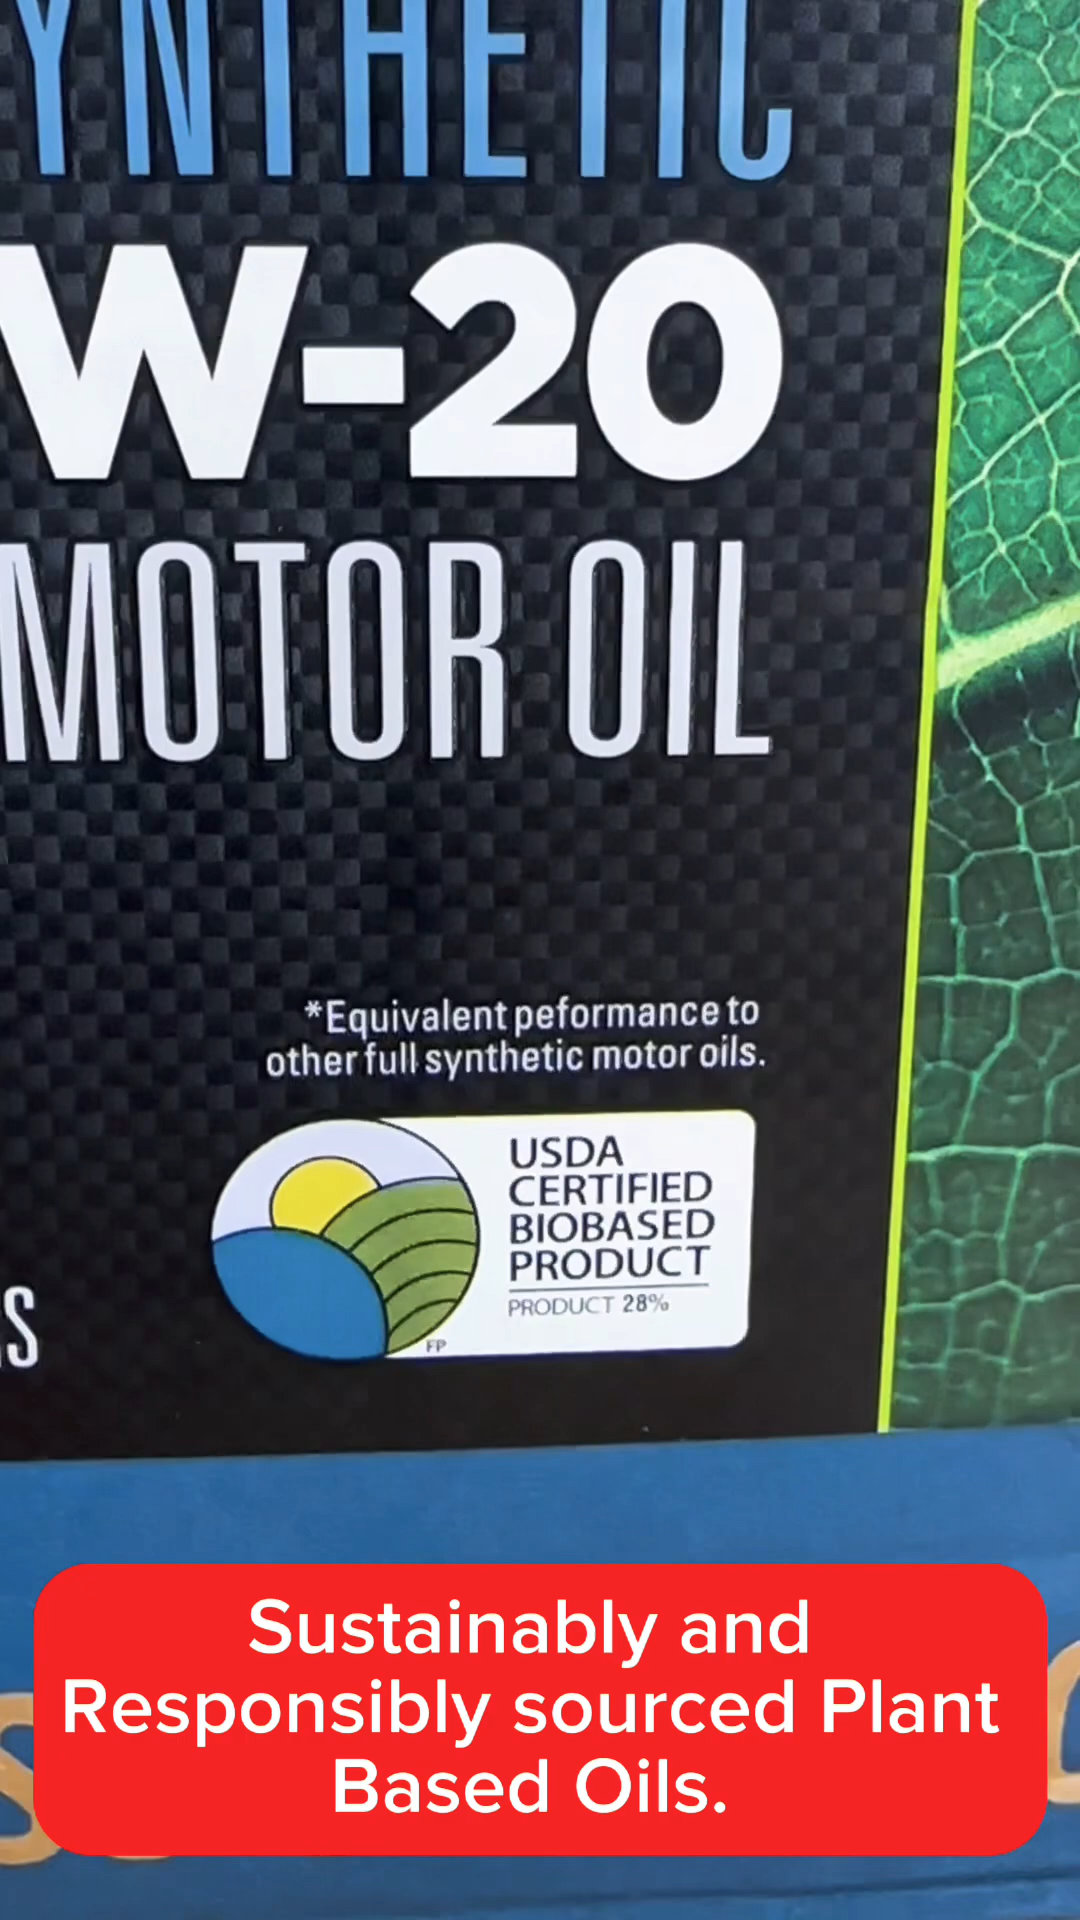 YNTHETIC
W-20
MOTOR OIL
*Equivalent peformance to
other full synthetic motor oils.
USDA
CERTIFIED
BIOBASED
PRODUCT
PRODUCT 28%
FP
S
Sustainably and
Responsibly sourced Plant
Based Oils.